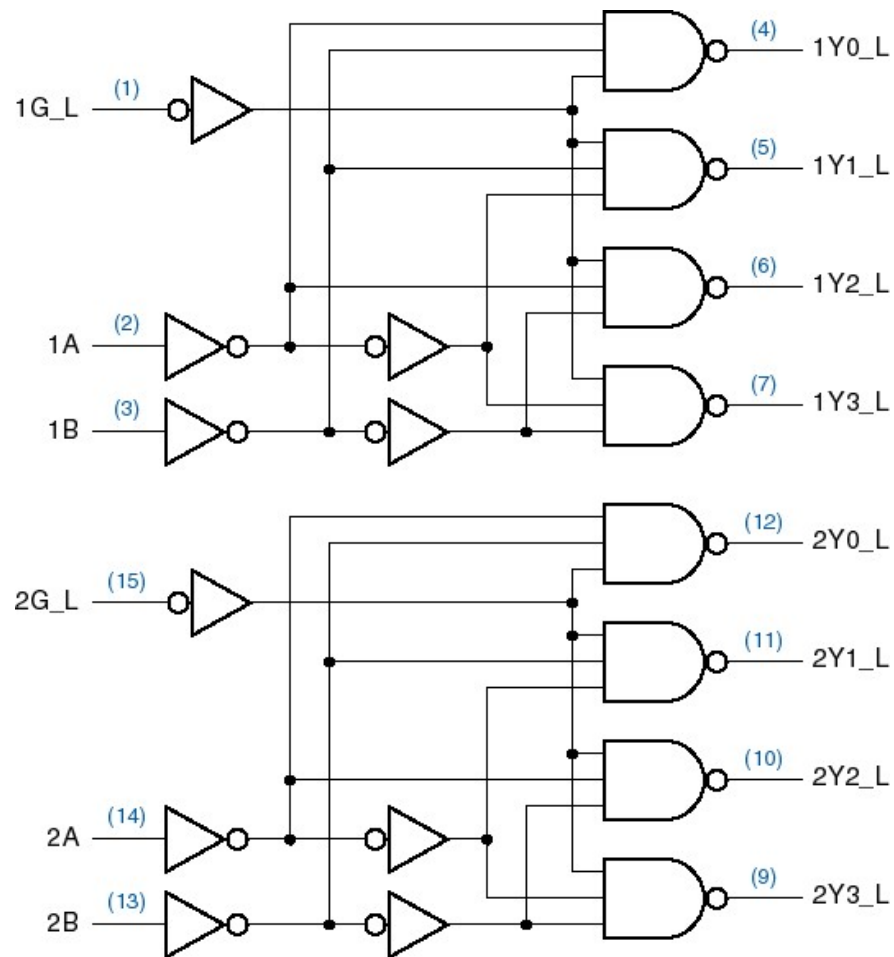 (4)
1Y0_L
(1)
1G_L
(5)
1Y1_L
(6)
1Y2_L
(2)
1A
(7)
1Y3_L
(3)
1B
(12)
2Y0_L
(15)
2G_L
(11)
2Y1_L
(10)
2Y2_L
(14)
2A
(9)
2Y3_L
(13)
2B